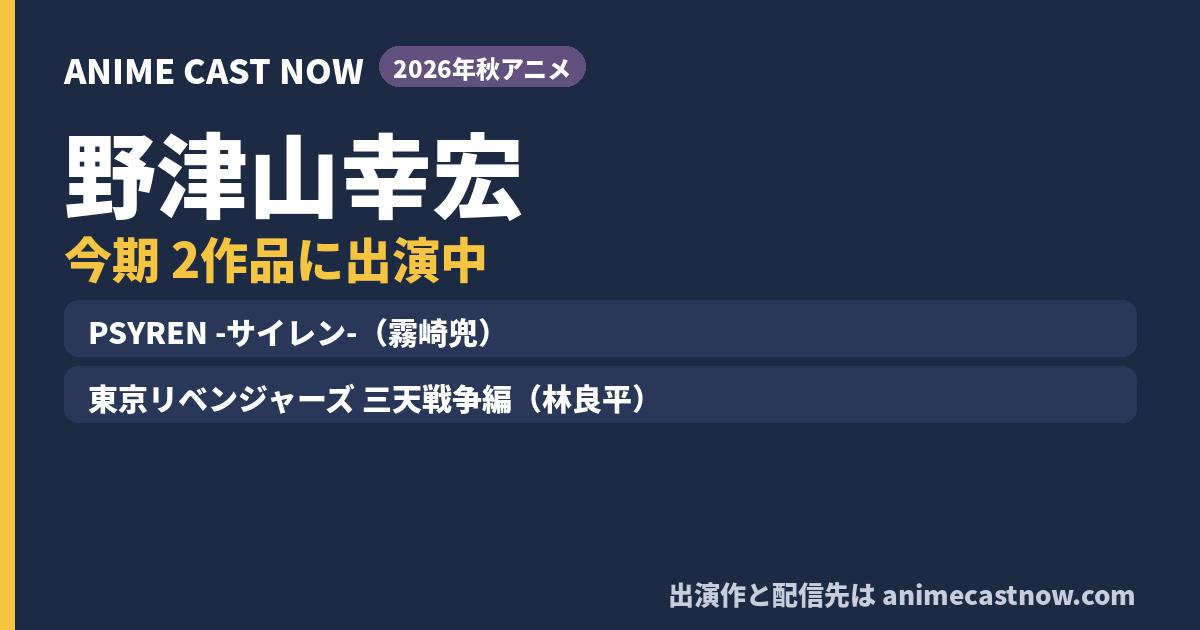 ANIME CAST NOW 2026年秋アニメ
野津山幸宏
今期 2作品に出演中
PSYREN -サイレン-（霧崎兜）
東京リベンジャーズ 三天戦争編（林良平）
出演作と配信先は animecastnow.com